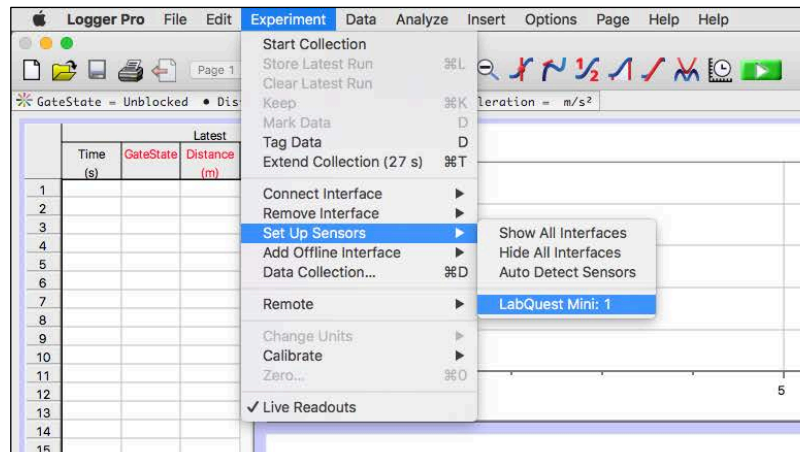 Logger Pro File Edit Experiment Data Analyze Insert Options Page Help Help
Page 1
GateState = Unblocked • Dis
leration = m/s²
Start Collection
Store Latest Run ⌘L
Clear Latest Run
Keep ⌘K
Mark Data D
Tag Data D
Extend Collection (27 s) ⌘T
Connect Interface
Remove Interface
Set Up Sensors
Add Offline Interface
Data Collection... ⌘D
Remote
Change Units
Calibrate
Zero... ⌘0
✓ Live Readouts
Show All Interfaces
Hide All Interfaces
Auto Detect Sensors
LabQuest Mini: 1
Latest
Time GateState Distance
(s) (m)
1
2
3
4
5
6
7
8
9
10
11
12
13
14
15
5